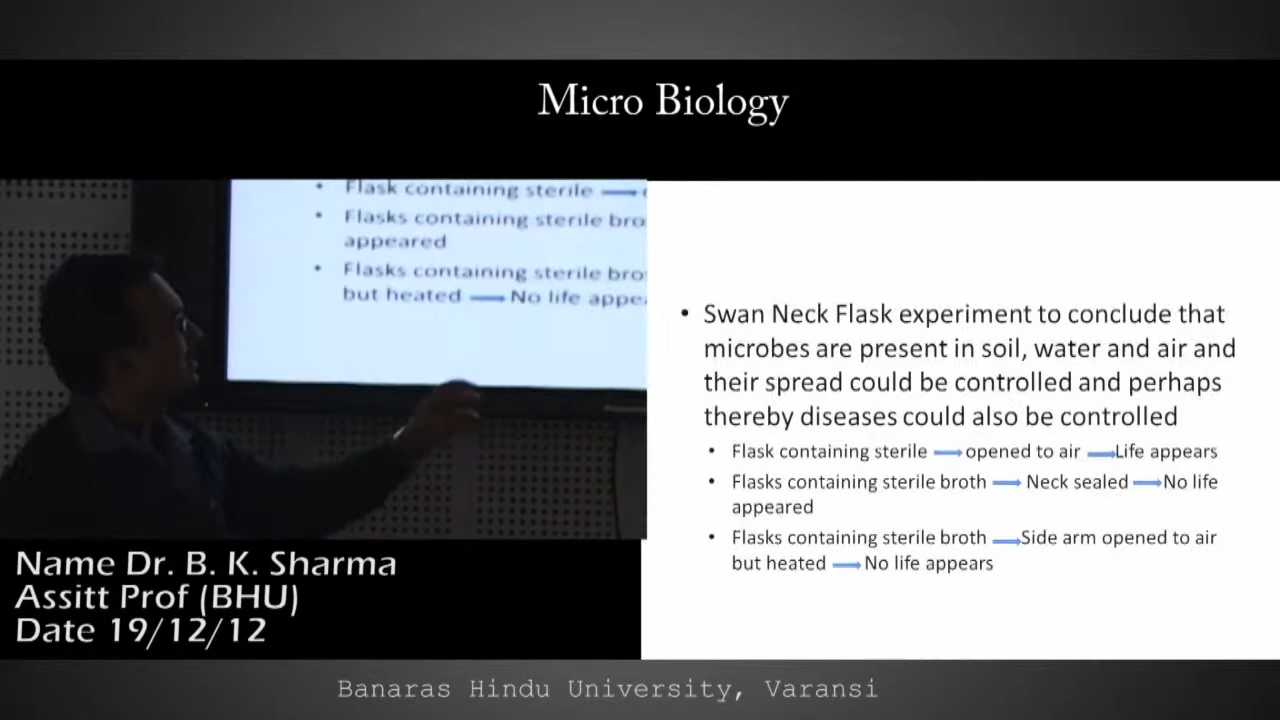 Micro Biology
• Flask containing sterile
• Flasks containing sterile bro
appeared
• Flasks containing sterile bro
but heated No life appe
• Swan Neck Flask experiment to conclude that
microbes are present in soil, water and air and
their spread could be controlled and perhaps
thereby diseases could also be controlled
• Flask containing sterile opened to air Life appears
• Flasks containing sterile broth Neck sealed No life
appeared
• Flasks containing sterile broth Side arm opened to air
but heated No life appears
Name Dr. B. K. Sharma
Assitt Prof (BHU)
Date 19/12/12
Banaras Hindu University, Varansi